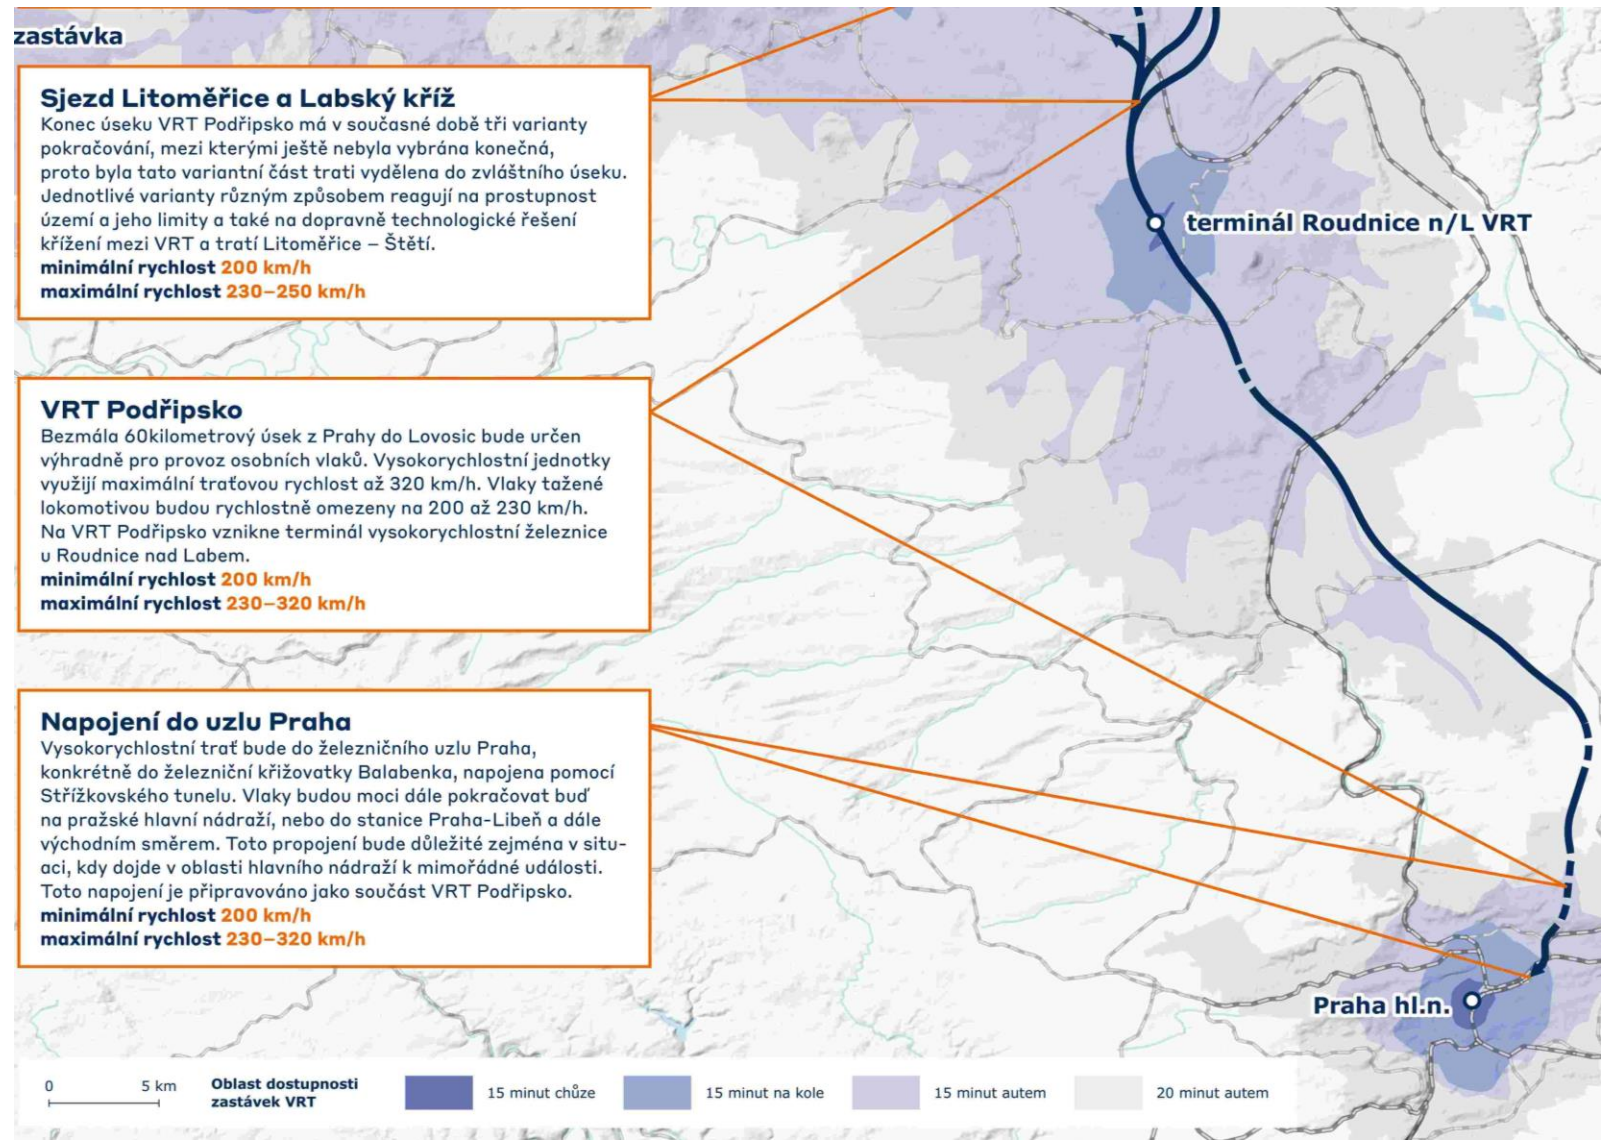 zastávka
Sjezd Litoměřice a Labský kříž
Konec úseku VRT Podřipsko má v současné době tři varianty
pokračování, mezi kterými ještě nebyla vybrána konečná,
proto byla tato variantní část trati vydělena do zvláštního úseku.
Jednotlivé varianty různým způsobem reagují na prostupnost
území a jeho limity a také na dopravně technologické řešení
křížení mezi VRT a tratí Litoměřice – Štětí.
minimální rychlost 200 km/h
maximální rychlost 230–250 km/h
terminál Roudnice n/L VRT
VRT Podřipsko
Bezmála 60kilometrový úsek z Prahy do Lovosic bude určen
výhradně pro provoz osobních vlaků. Vysokorychlostní jednotky
využijí maximální traťovou rychlost až 320 km/h. Vlaky tažené
lokomotivou budou rychlostně omezeny na 200 až 230 km/h.
Na VRT Podřipsko vznikne terminál vysokorychlostní železnice
u Roudnice nad Labem.
minimální rychlost 200 km/h
maximální rychlost 230–320 km/h
Napojení do uzlu Praha
Vysokorychlostní trať bude do železničního uzlu Praha,
konkrétně do železniční křižovatky Balabenka, napojena pomocí
Střížkovského tunelu. Vlaky budou moci dále pokračovat buď
na pražské hlavní nádraží, nebo do stanice Praha-Libeň a dále
východním směrem. Toto propojení bude důležité zejména v situ-
aci, kdy dojde v oblasti hlavního nádraží k mimořádné události.
Toto napojení je připravováno jako součást VRT Podřipsko.
minimální rychlost 200 km/h
maximální rychlost 230–320 km/h
Praha hl.n.
0 5 km
Oblast dostupnosti
zastávek VRT
15 minut chůze
15 minut na kole
15 minut autem
20 minut autem